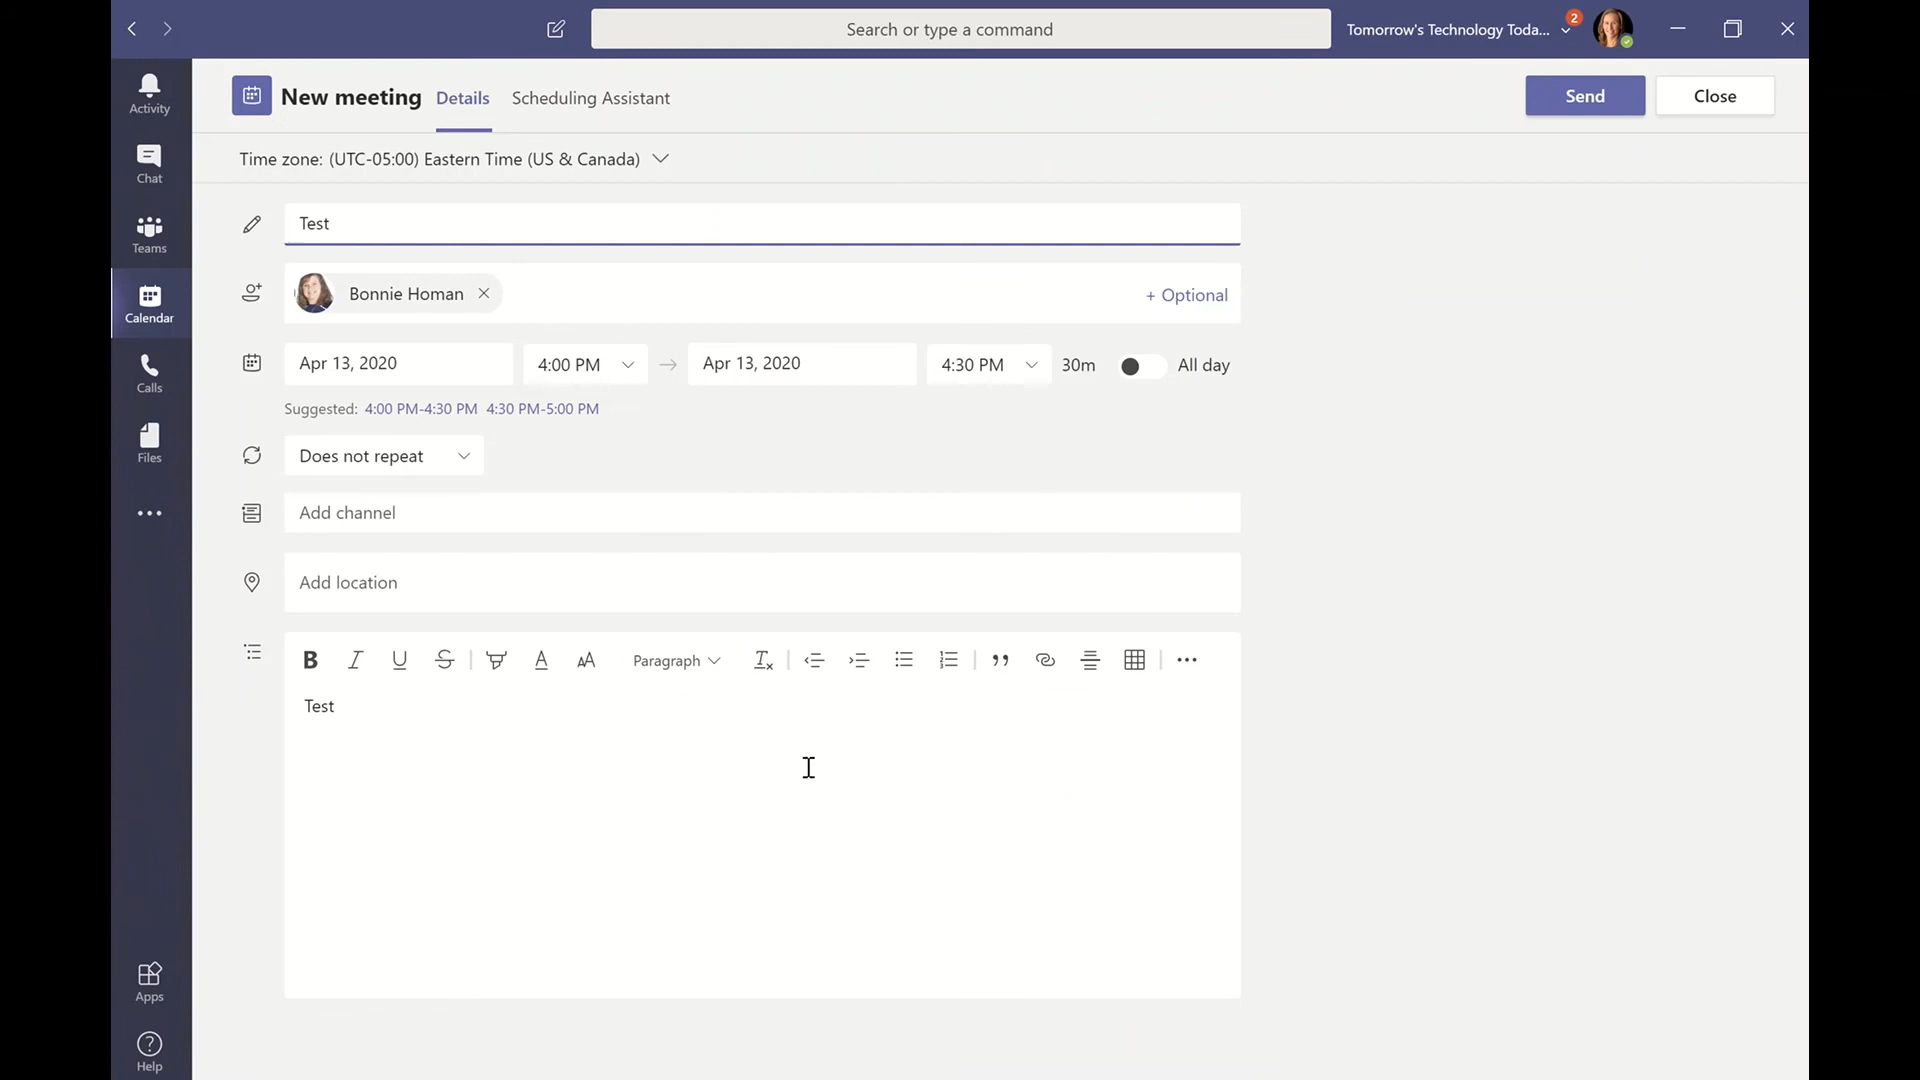 Search or type a command
Tomorrow's Technology Toda...
2
Activity
Chat
Teams
Calendar
Calls
Files
Apps
Help
New meeting
Details
Scheduling Assistant
Send
Close
Time zone: (UTC-05:00) Eastern Time (US & Canada)
Test
Bonnie Homan
+ Optional
Apr 13, 2020
4:00 PM
Apr 13, 2020
4:30 PM
30m
All day
Suggested: 4:00 PM-4:30 PM 4:30 PM-5:00 PM
Does not repeat
Add channel
Add location
Paragraph
Test